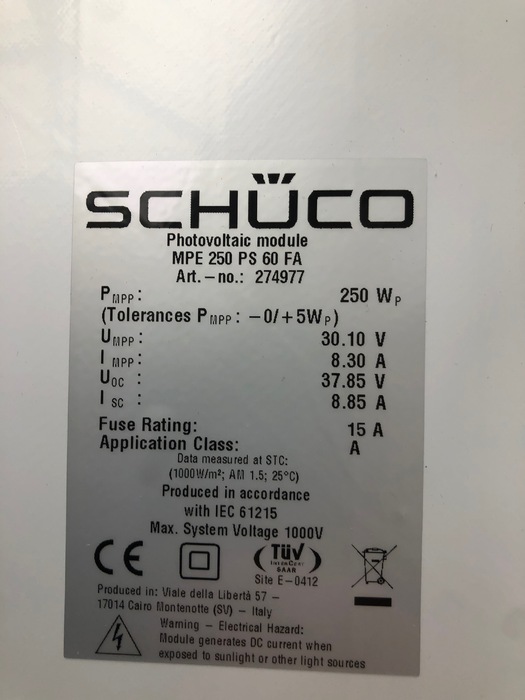 SCHÜCO
Photovoltaic module
MPE 250 PS 60 FA
Art.–no.: 274977
PMPP: 250 WP
(Tolerances PMPP: –0/+5WP)
UMPP: 30.10 V
IMPP: 8.30 A
UOC: 37.85 V
ISC: 8.85 A
Fuse Rating: 15 A
Application Class: A
Data measured at STC:
(1000W/m²; AM 1.5; 25°C)
Produced in accordance
with IEC 61215
Max. System Voltage 1000V
CE
TÜV
InterCert
SAAR
Site E–0412
Produced in: Viale della Libertà 57 –
17014 Cairo Montenotte (SV) – Italy
Warning – Electrical Hazard:
Module generates DC current when
exposed to sunlight or other light sources